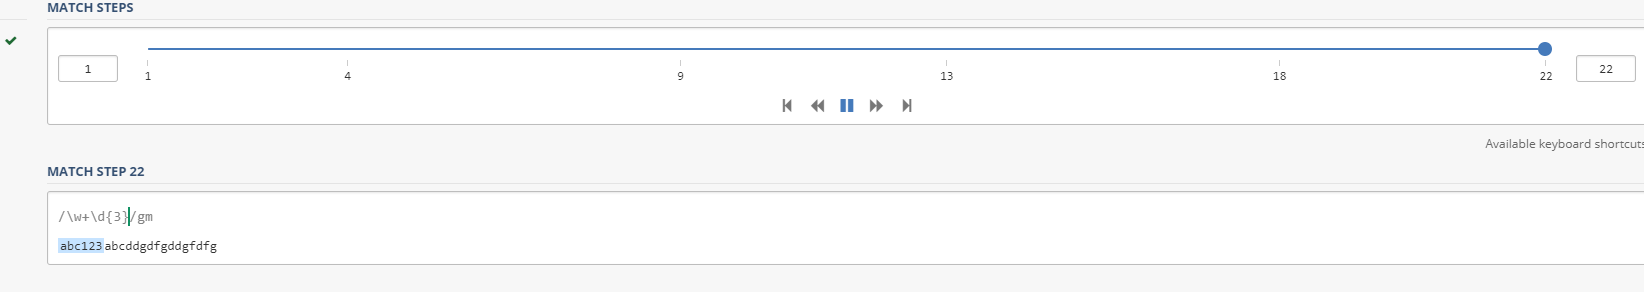 MATCH STEPS
1
1 4 9 13 18 22
22
Available keyboard shortcuts
MATCH STEP 22
/\w+\d{3}/gm
abc123abcddgdfgddgfdfg